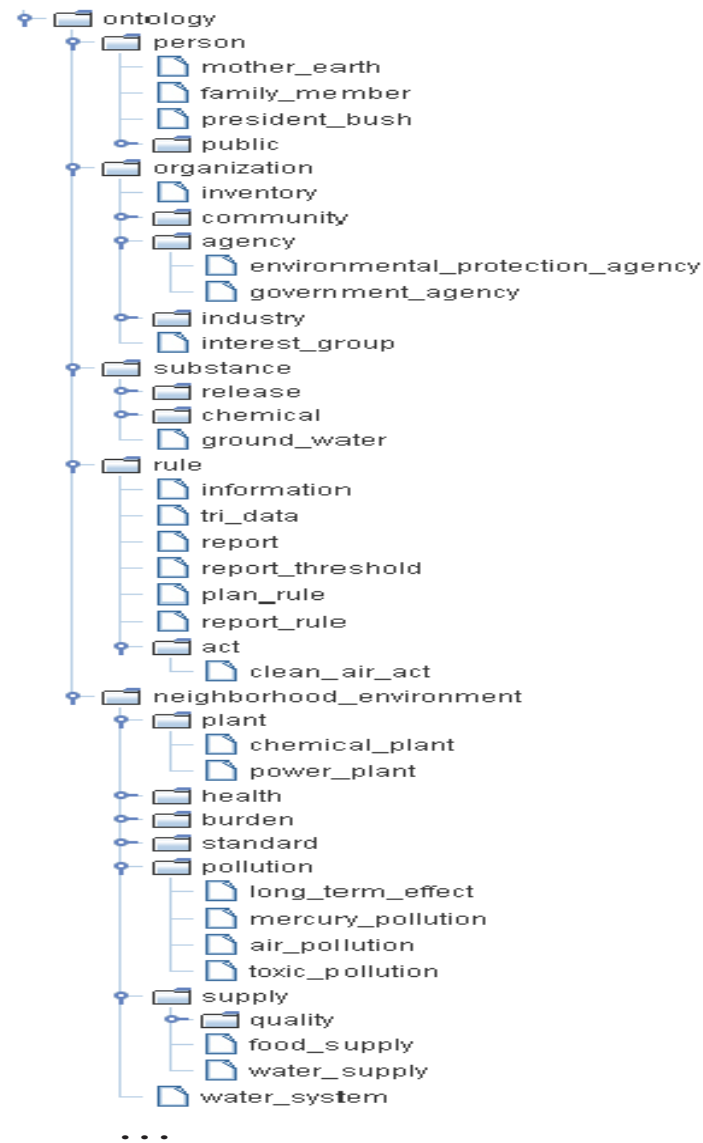 ontology
person
mother_earth
family_member
president_bush
public
organization
inventory
community
agency
environmental_protection_agency
government_agency
industry
interest_group
substance
release
chemical
ground_water
rule
information
tri_data
report
report_threshold
plan_rule
report_rule
act
clean_air_act
neighborhood_environment
plant
chemical_plant
power_plant
health
burden
standard
pollution
long_term_effect
mercury_pollution
air_pollution
toxic_pollution
supply
quality
food_supply
water_supply
water_system
...